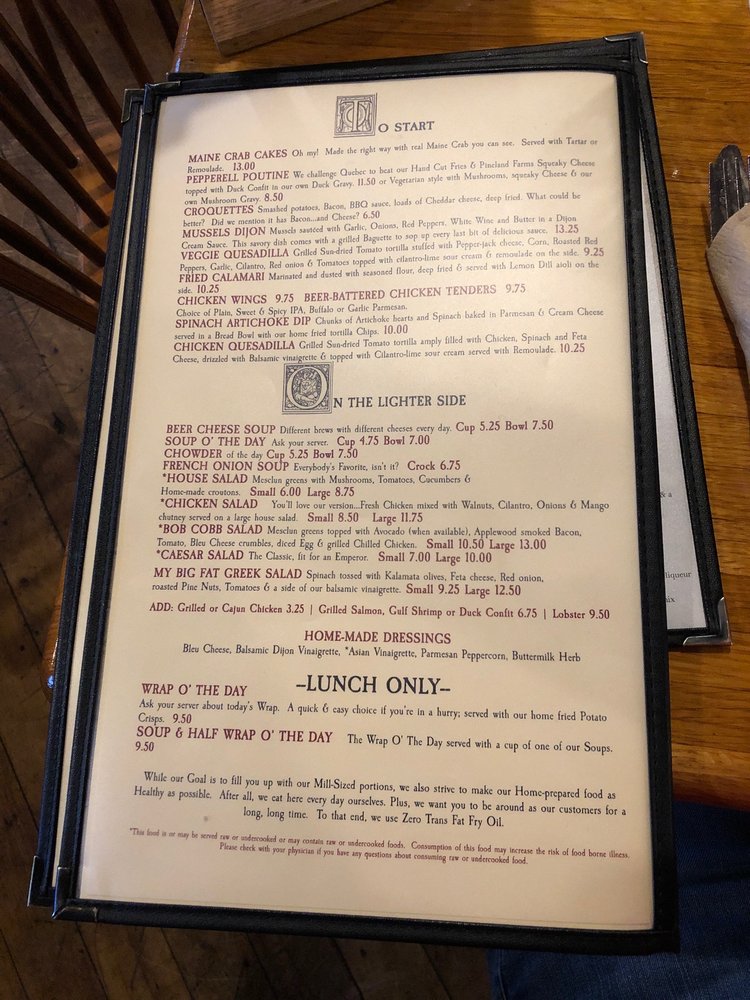 TO START
MAINE CRAB CAKES Oh my! Made the right way with real Maine Crab you can see. Served with Tartar or
Remoulade. 13.00
PEPPERELL POUTINE We challenge Quebec to beat our Hand Cut Fries & Pineland Farms Squeaky Cheese
topped with Duck Confit in our own Duck Gravy. 11.50 or Vegetarian style with Mushrooms, squeaky Cheese & our
own Mushroom Gravy. 8.50
CROQUETTES Smashed potatoes, Bacon, BBQ sauce, loads of Cheddar cheese, deep fried. What could be
better? Did we mention it has Bacon...and Cheese? 6.50
MUSSELS DIJON Mussels sautéed with Garlic, Onions, Red Peppers, White Wine and Butter in a Dijon
Cream Sauce. This savory dish comes with a grilled Baguette to sop up every last bit of delicious sauce. 13.25
VEGGIE QUESADILLA Grilled Sun-dried Tomato tortilla stuffed with Pepper-jack cheese, Corn, Roasted Red
Peppers, Garlic, Cilantro, Red onion & Tomatoes topped with cilantro-lime sour cream & remoulade on the side. 9.25
FRIED CALAMARI Marinated and dusted with seasoned flour, deep fried & served with Lemon Dill aioli on the
side. 10.25
CHICKEN WINGS 9.75 BEER-BATTERED CHICKEN TENDERS 9.75
Choice of Plain, Sweet & Spicy IPA, Buffalo or Garlic Parmesan.
SPINACH ARTICHOKE DIP Chunks of Artichoke hearts and Spinach baked in Parmesan & Cream Cheese
served in a Bread Bowl with our home fried tortilla Chips. 10.00
CHICKEN QUESADILLA Grilled Sun-dried Tomato tortilla amply filled with Chicken, Spinach and Feta
Cheese, drizzled with Balsamic vinaigrette & topped with Cilantro-lime sour cream served with Remoulade. 10.25
ON THE LIGHTER SIDE
BEER CHEESE SOUP Different brews with different cheeses every day. Cup 5.25 Bowl 7.50
SOUP O' THE DAY Ask your server. Cup 4.75 Bowl 7.00
CHOWDER of the day Cup 5.25 Bowl 7.50
FRENCH ONION SOUP Everybody's Favorite, isn't it? Crock 6.75
*HOUSE SALAD Mesclun greens with Mushrooms, Tomatoes, Cucumbers &
Home-made croutons. Small 6.00 Large 8.75
*CHICKEN SALAD You'll love our version...Fresh Chicken mixed with Walnuts, Cilantro, Onions & Mango
chutney served on a large house salad. Small 8.50 Large 11.75
*BOB COBB SALAD Mesclun greens topped with Avocado (when available), Applewood smoked Bacon,
Tomato, Bleu Cheese crumbles, diced Egg & grilled Chilled Chicken. Small 10.50 Large 13.00
*CAESAR SALAD The Classic, fit for an Emperor. Small 7.00 Large 10.00
MY BIG FAT GREEK SALAD Spinach tossed with Kalamata olives, Feta cheese, Red onion,
roasted Pine Nuts, Tomatoes & a side of our balsamic vinaigrette. Small 9.25 Large 12.50
ADD: Grilled or Cajun Chicken 3.25 | Grilled Salmon, Gulf Shrimp or Duck Confit 6.75 | Lobster 9.50
HOME-MADE DRESSINGS
Bleu Cheese, Balsamic Dijon Vinaigrette, *Asian Vinaigrette, Parmesan Peppercorn, Buttermilk Herb
--LUNCH ONLY--
WRAP O' THE DAY
Ask your server about today's Wrap. A quick & easy choice if you're in a hurry; served with our home fried Potato
Crisps. 9.50
SOUP & HALF WRAP O' THE DAY The Wrap O' The Day served with a cup of one of our Soups.
9.50
While our Goal is to fill you up with our Mill-Sized portions, we also strive to make our Home-prepared food as
Healthy as possible. After all, we eat here every day ourselves. Plus, we want you to be around as our customers for a
long, long time. To that end, we use Zero Trans Fat Fry Oil.
*This food is or may be served raw or undercooked or may contain raw or undercooked foods. Consumption of this food may increase the risk of food borne illness.
Please check with your physician if you have any questions about consuming raw or undercooked food.
& a
liqueur